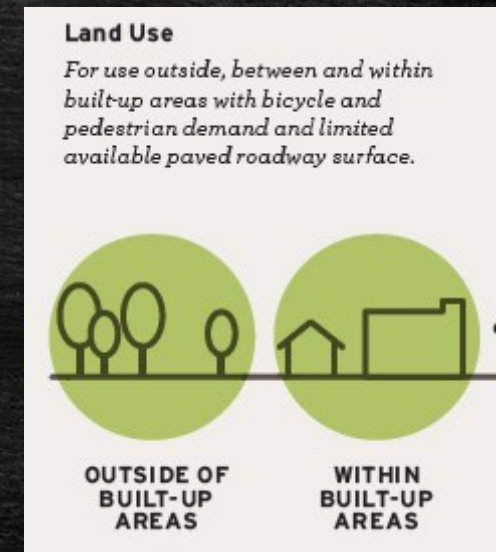 Land Use
For use outside, between and within
built-up areas with bicycle and
pedestrian demand and limited
available paved roadway surface.
OUTSIDE OF
BUILT-UP
AREAS
WITHIN
BUILT-UP
AREAS